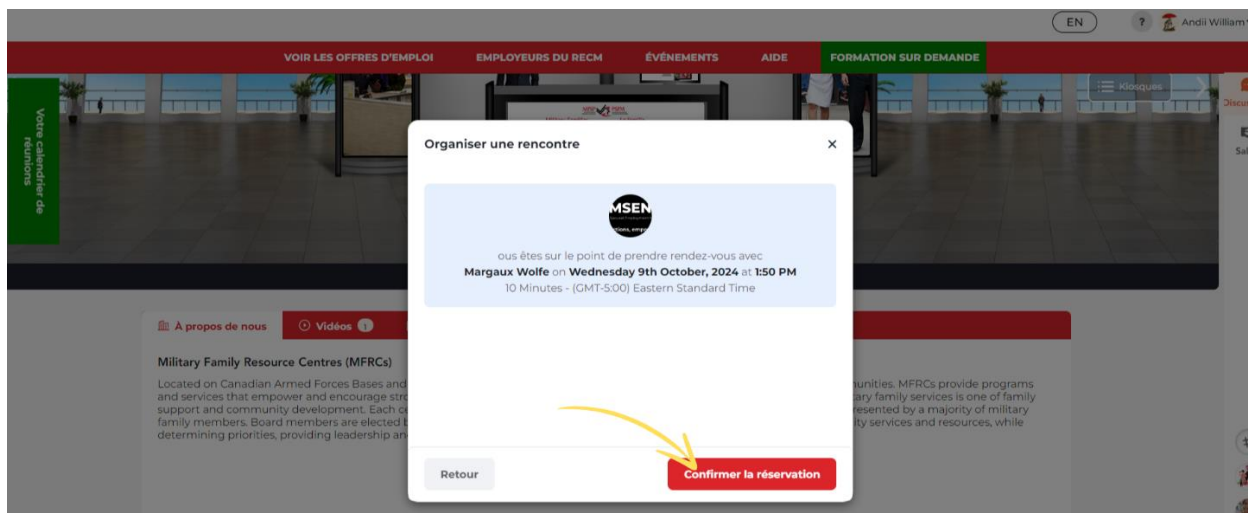 EN
?
Andii William
VOIR LES OFFRES D'EMPLOI EMPLOYEURS DU RECM ÉVÉNEMENTS AIDE FORMATION SUR DEMANDE
Kiosques
Votre calendrier de
réunions
Organiser une rencontre
×
MSEN
ous êtes sur le point de prendre rendez-vous avec
Margaux Wolfe on Wednesday 9th October, 2024 at 1:50 PM
10 Minutes - (GMT-5:00) Eastern Standard Time
Retour
Confirmer la réservation
À propos de nous
Vidéos 1
Military Family Resource Centres (MFRCs)
Located on Canadian Armed Forces Bases and munities. MFRCs provide programs
and services that empower and encourage stro tary family services is one of family
support and community development. Each ce resented by a majority of military
family members. Board members are elected b ity services and resources, while
determining priorities, providing leadership an